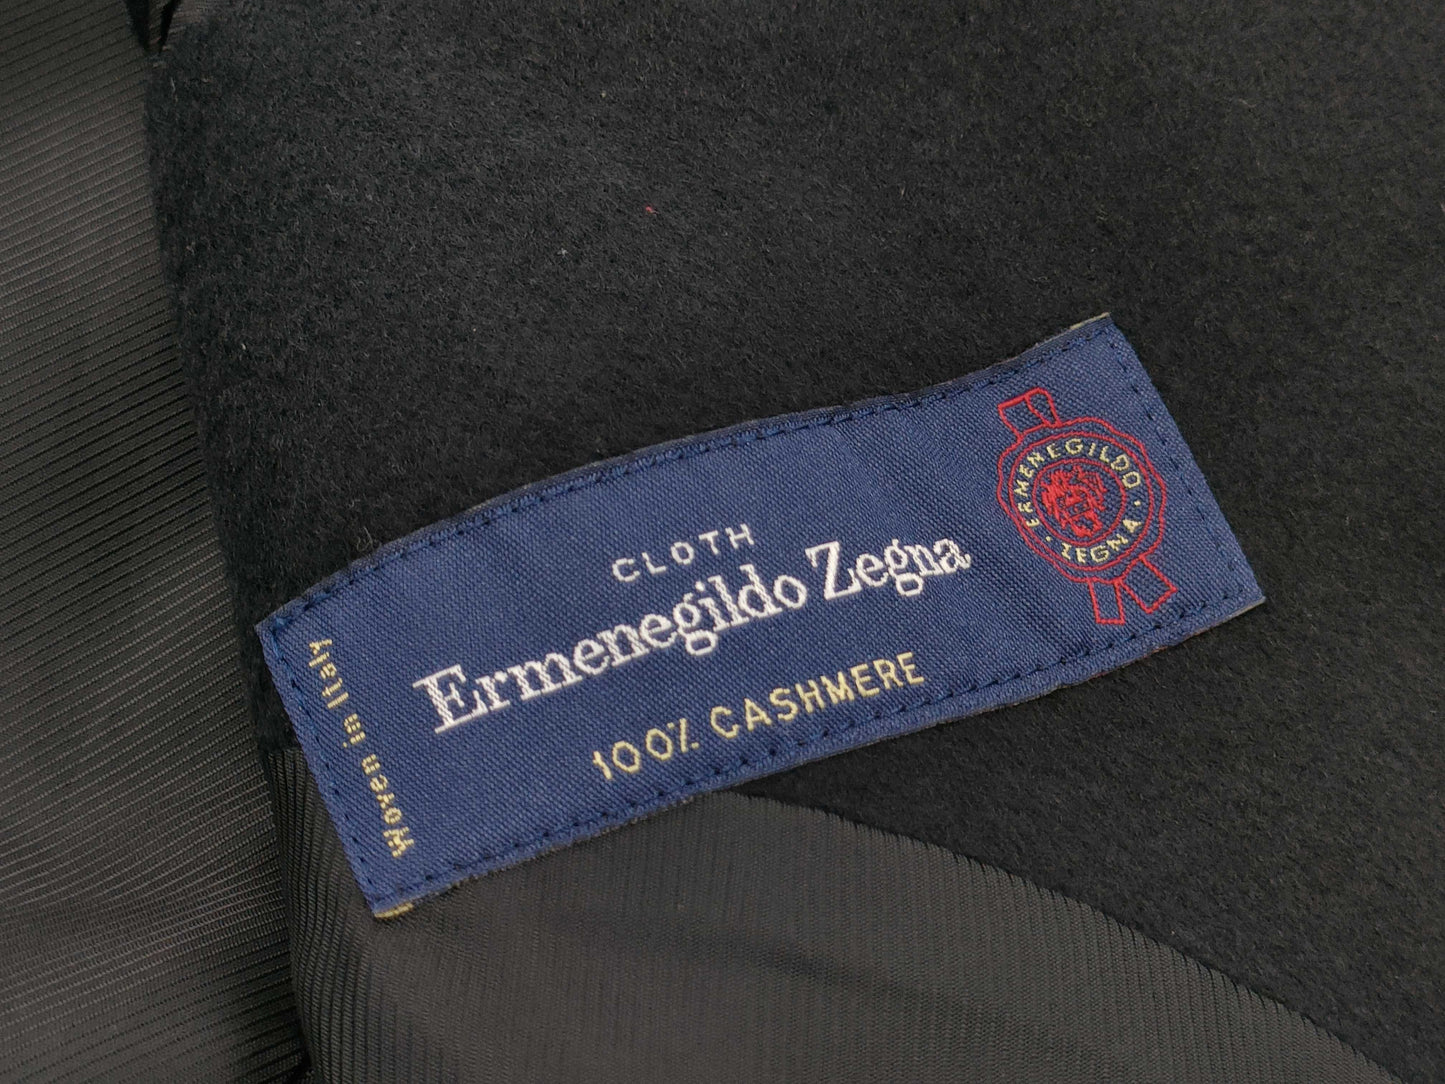 CLOTH
Ermenegildo Zegna
100% CASHMERE
Woven in Italy
ERMENEGILDO
· ZEGNA ·